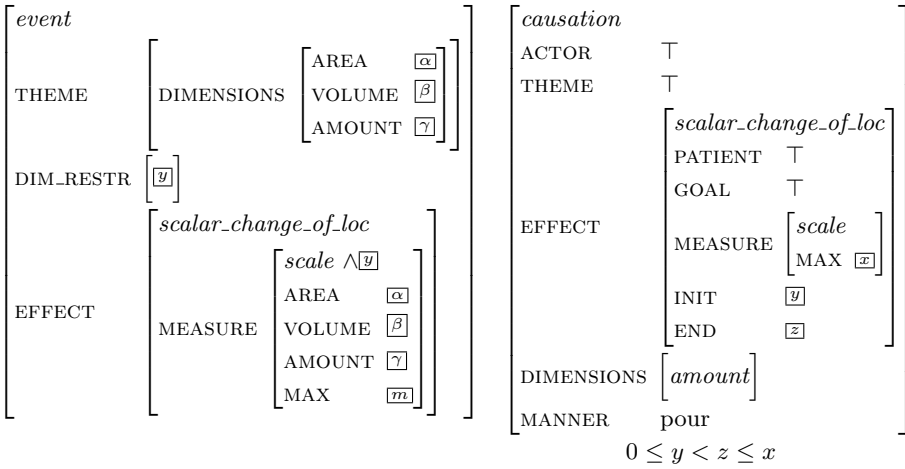 event
THEME DIMENSIONS AREA α
VOLUME β
AMOUNT γ
DIM_RESTR y
EFFECT scalar_change_of_loc
MEASURE scale ∧ y
AREA α
VOLUME β
AMOUNT γ
MAX m
causation
ACTOR ⊤
THEME ⊤
EFFECT scalar_change_of_loc
PATIENT ⊤
GOAL ⊤
MEASURE scale
MAX x
INIT y
END z
DIMENSIONS amount
MANNER pour
0 ≤ y < z ≤ x